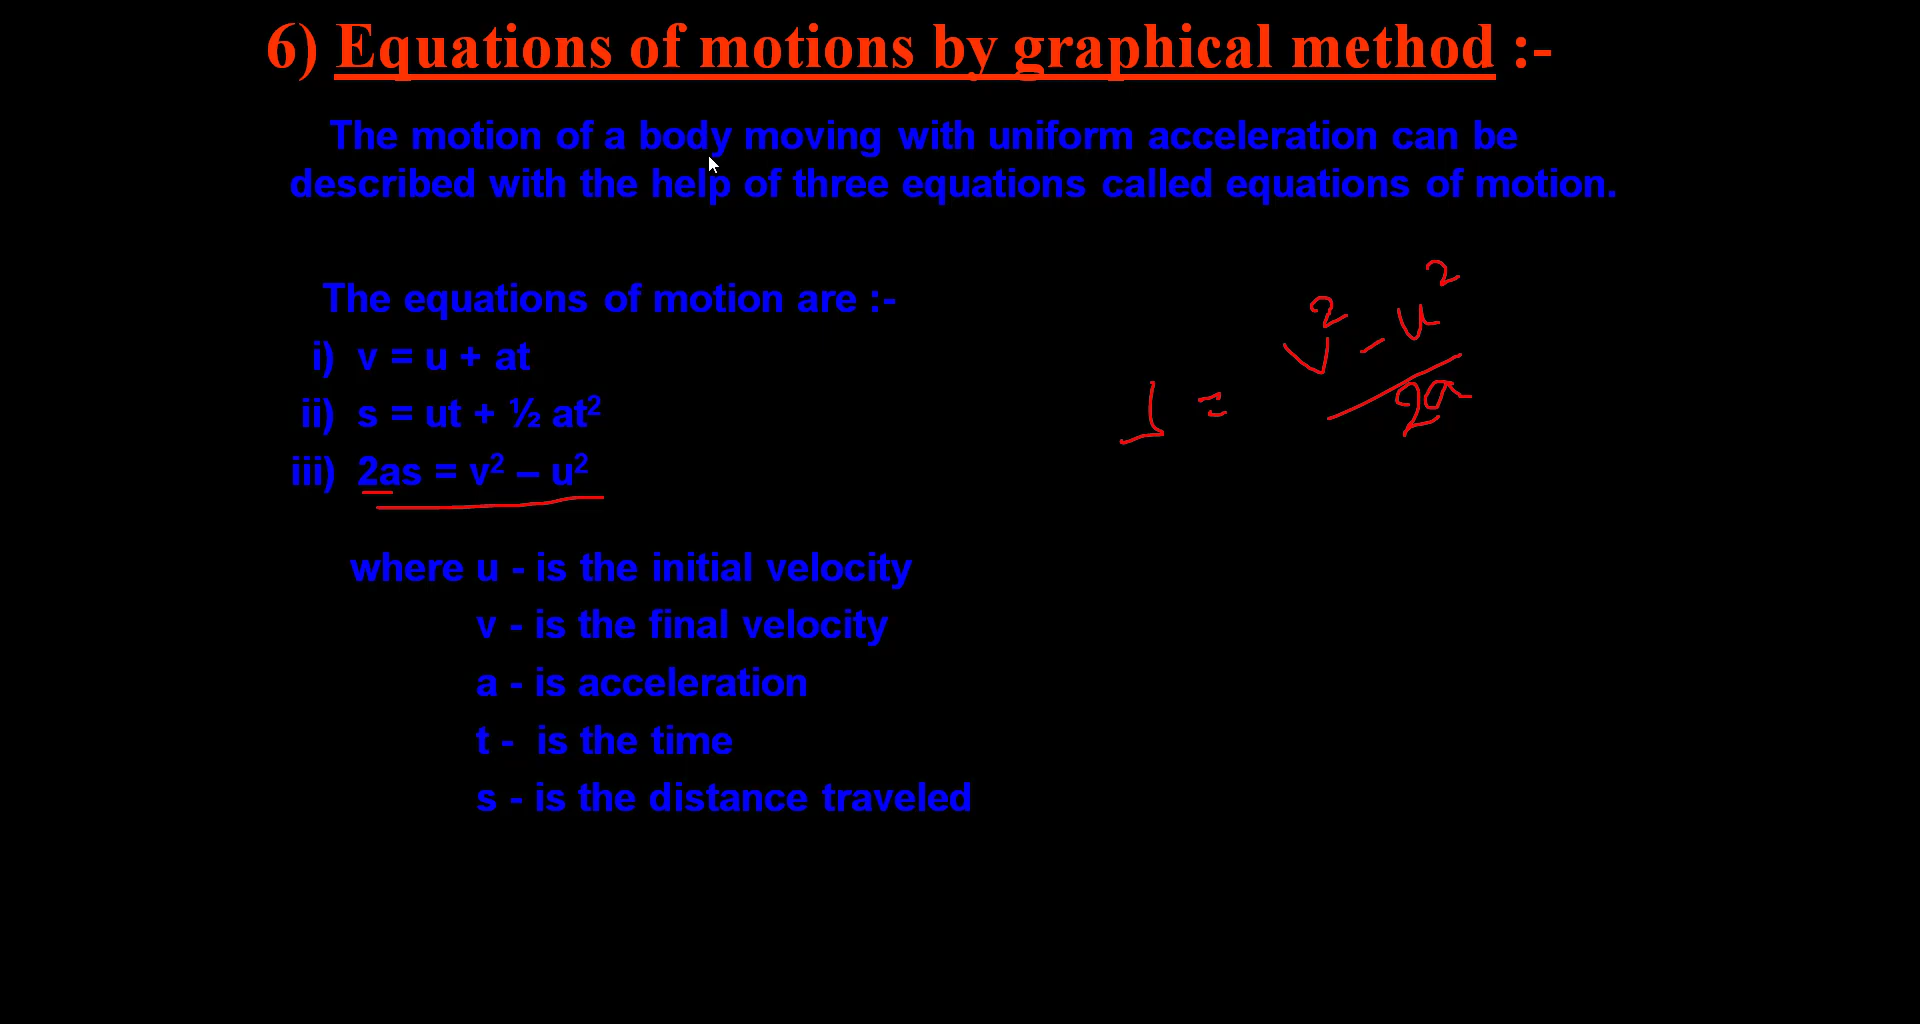 6) Equations of motions by graphical method :-
The motion of a body moving with uniform acceleration can be
described with the help of three equations called equations of motion.
The equations of motion are :-
i) v = u + at
ii) s = ut + ½ at²
iii) 2as = v² – u²
where u - is the initial velocity
v - is the final velocity
a - is acceleration
t - is the time
s - is the distance traveled
= v² - u²
2a